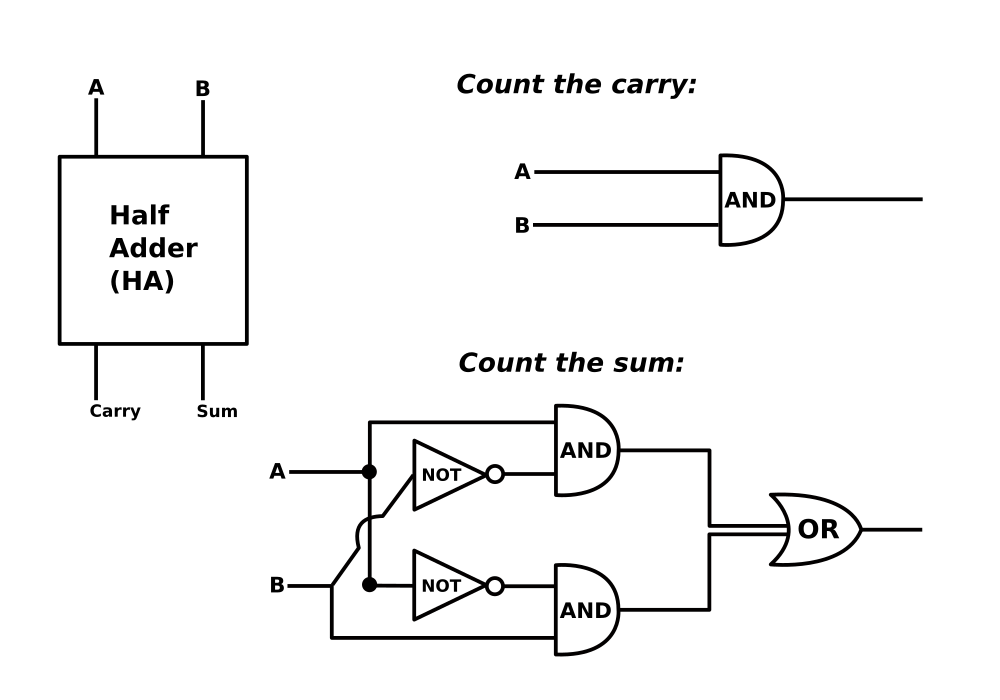 A
B
Half
Adder
(HA)
Carry
Sum
Count the carry:
A
B
AND
Count the sum:
A
B
NOT
NOT
AND
AND
OR